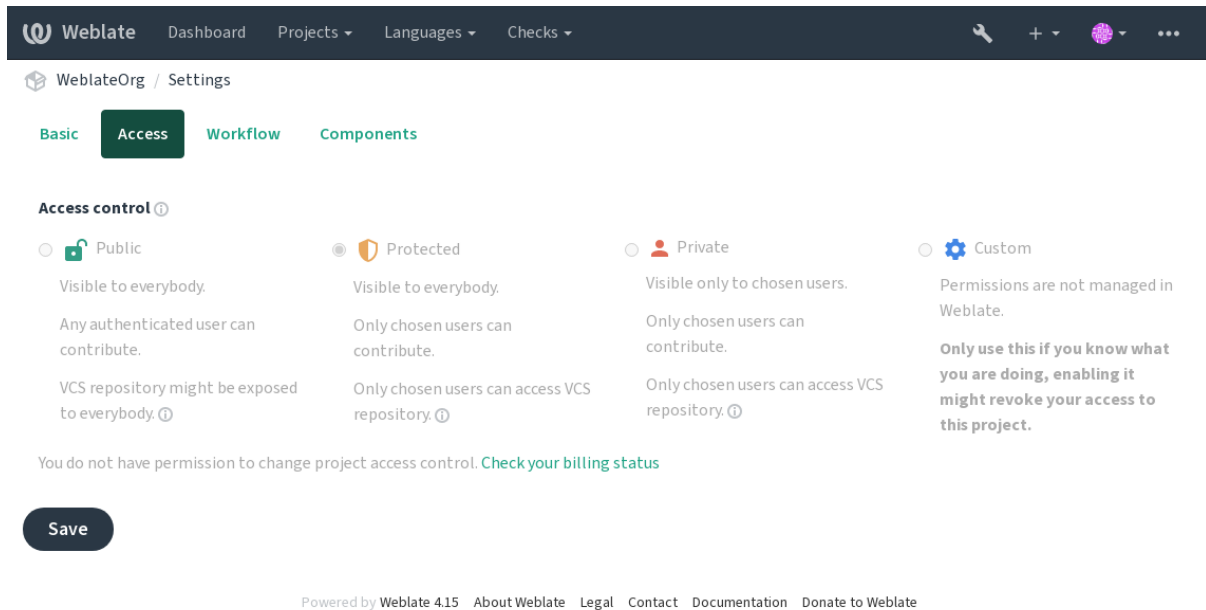 Weblate Dashboard Projects Languages Checks
WeblateOrg / Settings
Basic Access Workflow Components
Access control
Public
Visible to everybody.
Any authenticated user can
contribute.
VCS repository might be exposed
to everybody.
Protected
Visible to everybody.
Only chosen users can
contribute.
Only chosen users can access VCS
repository.
Private
Visible only to chosen users.
Only chosen users can
contribute.
Only chosen users can access VCS
repository.
Custom
Permissions are not managed in
Weblate.
Only use this if you know what
you are doing, enabling it
might revoke your access to
this project.
You do not have permission to change project access control. Check your billing status
Save
Powered by Weblate 4.15 About Weblate Legal Contact Documentation Donate to Weblate